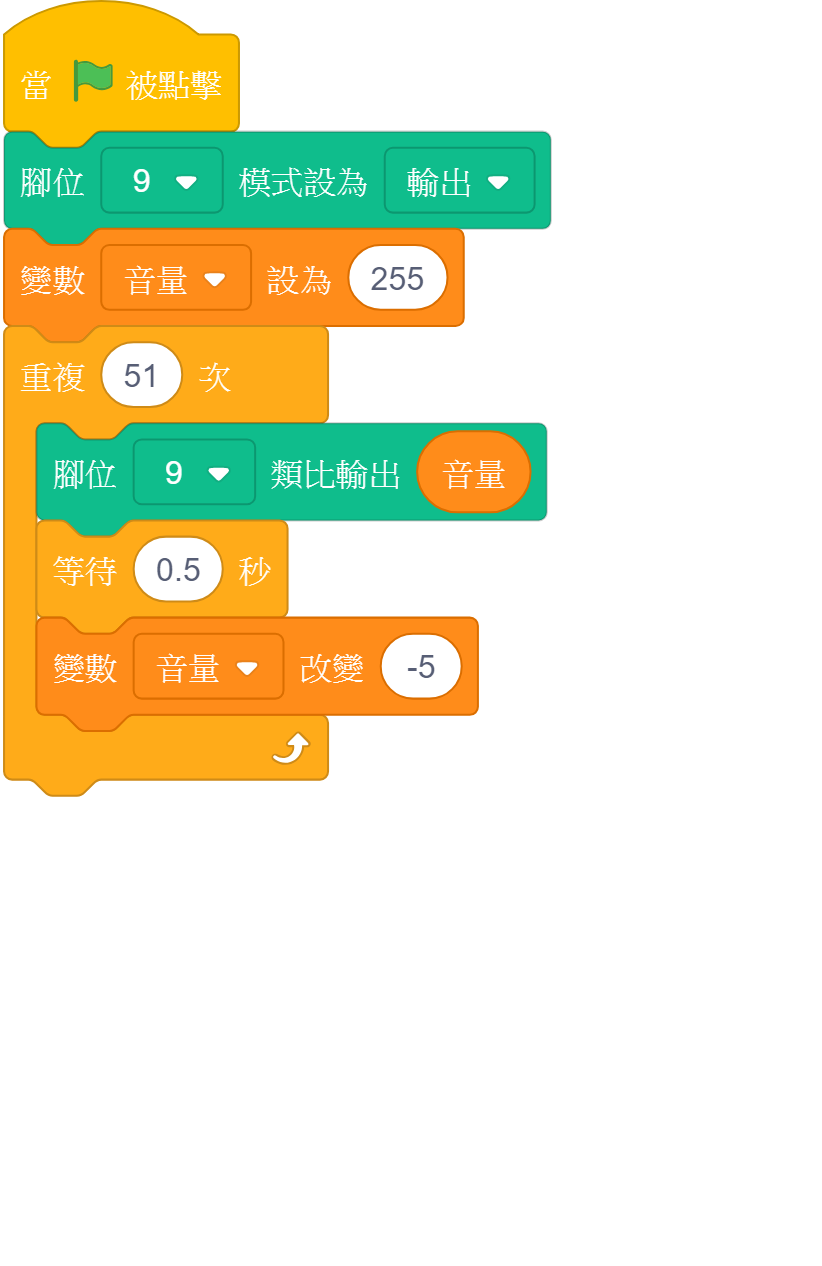 當 被點擊
腳位 9 模式設為 輸出
變數 音量 設為 255
重複 51 次
腳位 9 類比輸出 音量
等待 0.5 秒
變數 音量 改變 -5